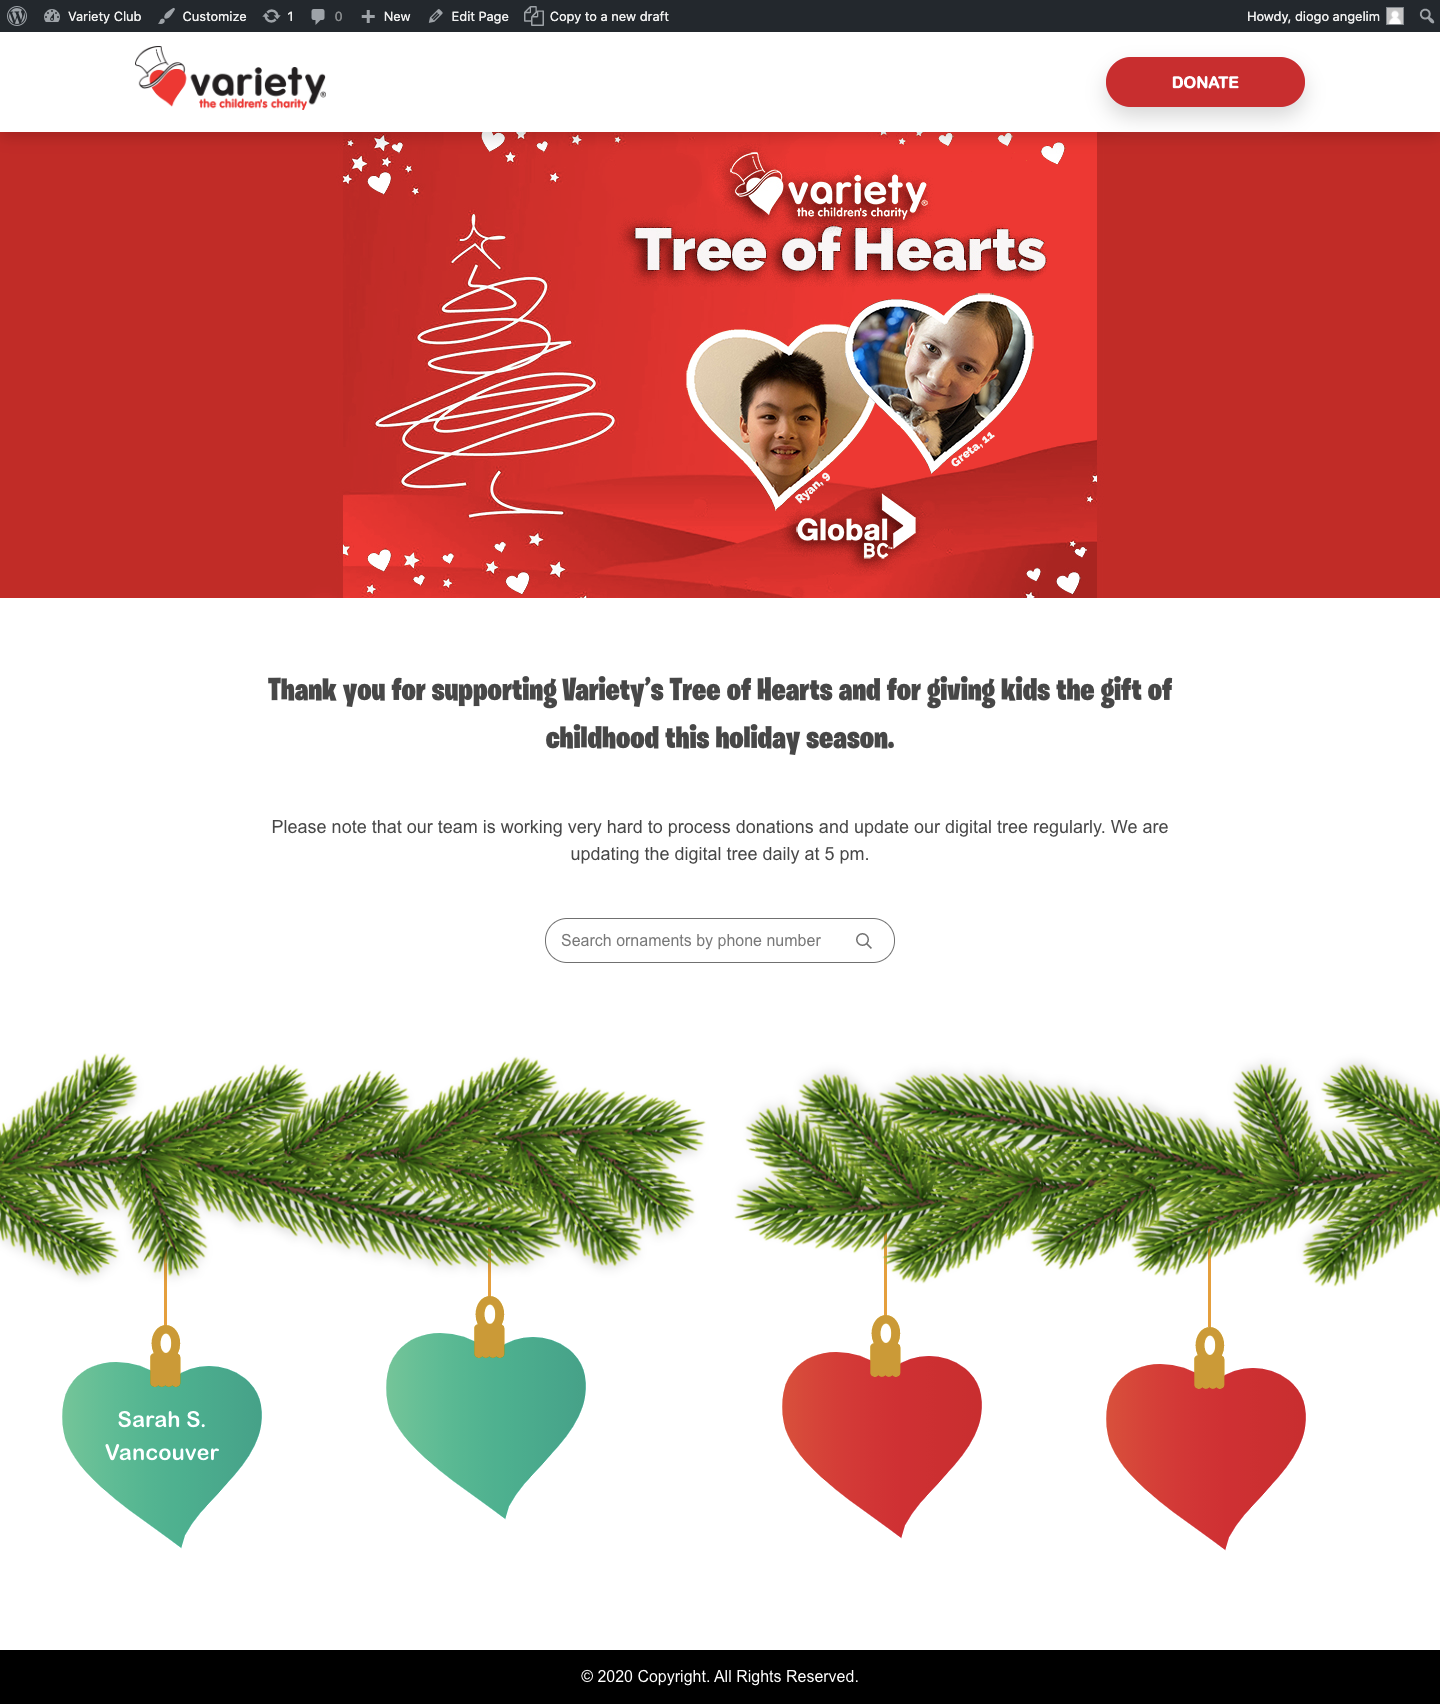 Variety Club Customize 1 0 New Edit Page Copy to a new draft Howdy, diogo angelim
variety®
the children's charity
DONATE
variety®
the children's charity
Tree of Hearts
Ryan, 9
Greta, 11
Global
BC
Thank you for supporting Variety's Tree of Hearts and for giving kids the gift of
childhood this holiday season.
Please note that our team is working very hard to process donations and update our digital tree regularly. We are
updating the digital tree daily at 5 pm.
Search ornaments by phone number
Sarah S.
Vancouver
© 2020 Copyright. All Rights Reserved.